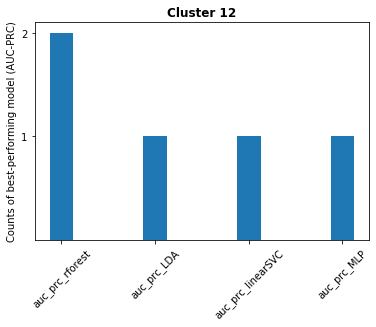 Cluster 12
Counts of best-performing model (AUC-PRC)
2
1
auc_prc_rforest
auc_prc_LDA
auc_prc_linearSVC
auc_prc_MLP